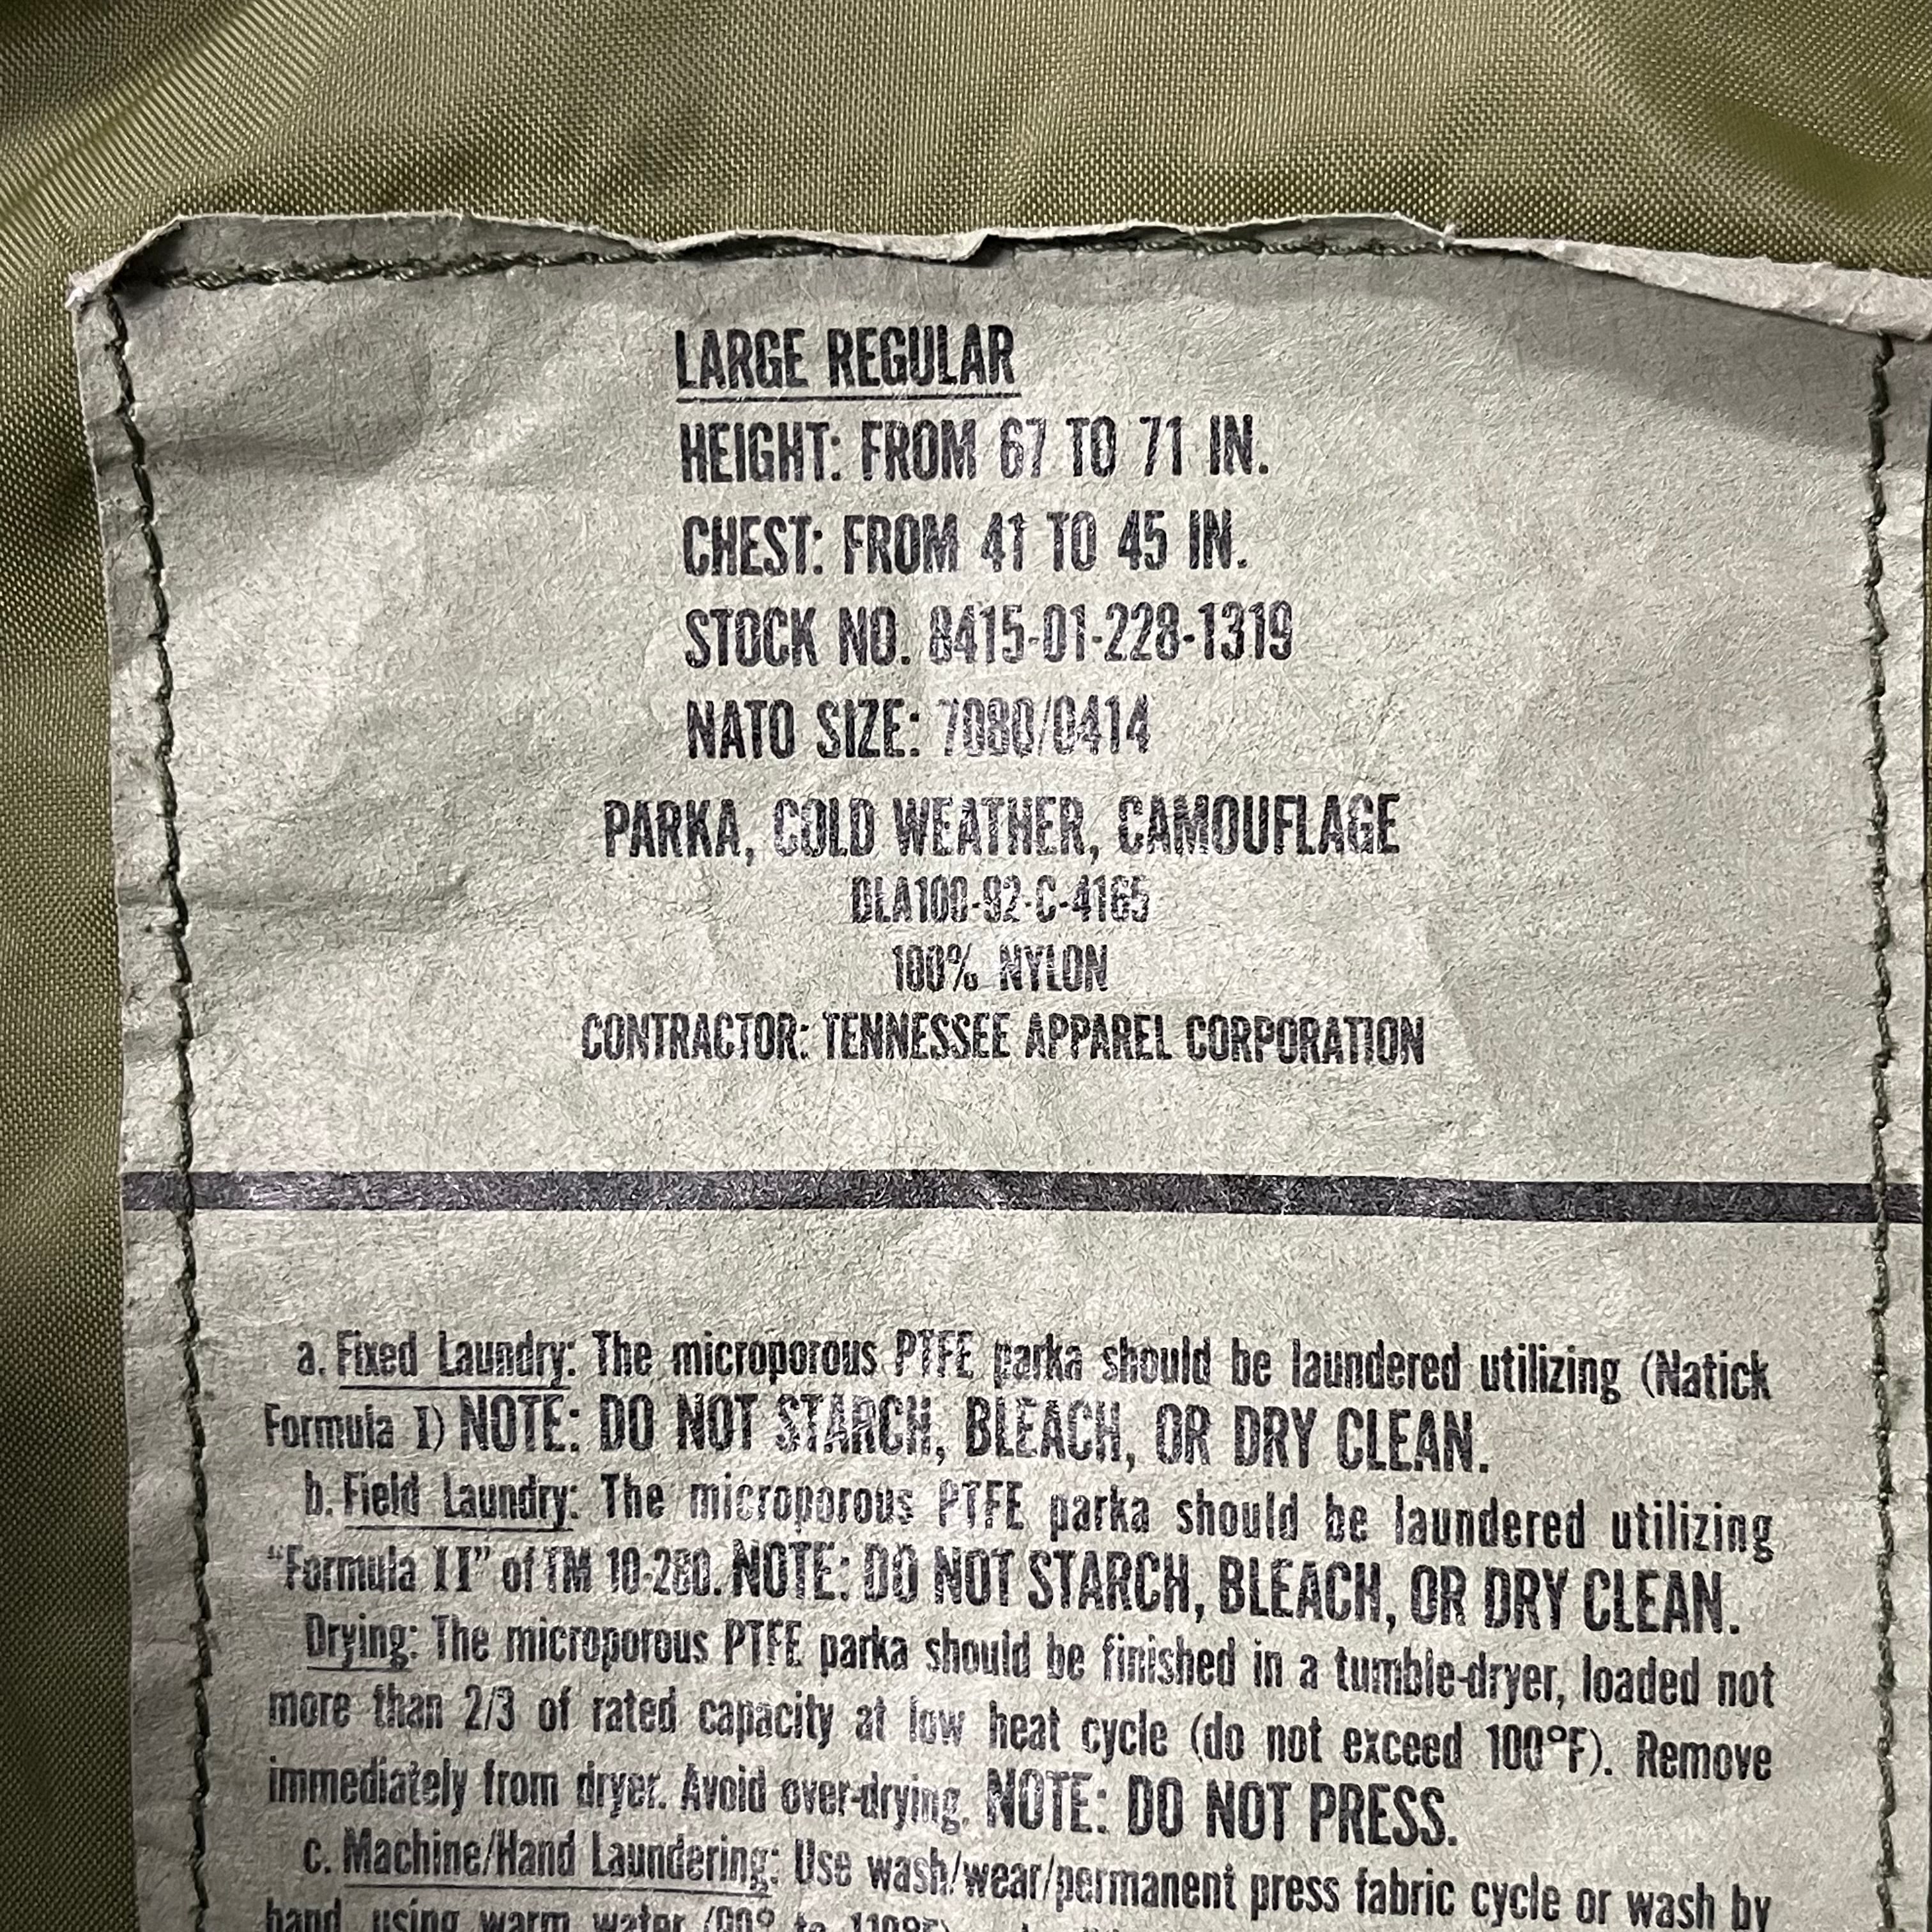 LARGE REGULAR
HEIGHT: FROM 67 TO 71 IN.
CHEST: FROM 41 TO 45 IN.
STOCK NO. 8415-01-228-1319
NATO SIZE: 7080/0414
PARKA, COLD WEATHER, CAMOUFLAGE
DLA100-92-C-4165
100% NYLON
CONTRACTOR: TENNESSEE APPAREL CORPORATION
a. Fixed Laundry: The microporous PTFE parka should be laundered utilizing (Natick
Formula I) NOTE: DO NOT STARCH, BLEACH, OR DRY CLEAN.
b. Field Laundry: The microporous PTFE parka should be laundered utilizing
“Formula II” of TM 10-280. NOTE: DO NOT STARCH, BLEACH, OR DRY CLEAN.
Drying: The microporous PTFE parka should be finished in a tumble-dryer, loaded not
more than 2/3 of rated capacity at low heat cycle (do not exceed 100°F). Remove
immediately from dryer. Avoid over-drying. NOTE: DO NOT PRESS.
c. Machine/Hand Laundering: Use wash/wear/permanent press fabric cycle or wash by
hand using warm water